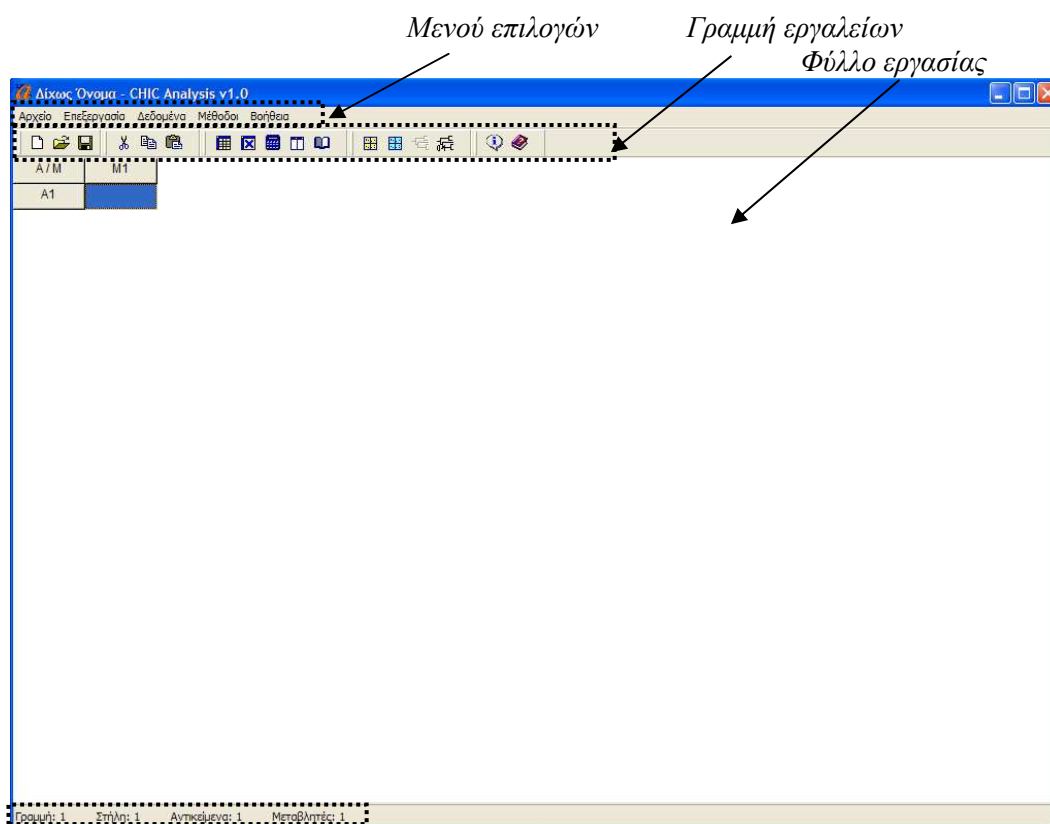 Μενού επιλογών Γραμμή εργαλείων
Φύλλο εργασίας
Δίχως Όνομα - CHIC Analysis v1.0
Αρχείο Επεξεργασία Δεδομένα Μέθοδοι Βοήθεια
Α / Μ Μ1
Α1
Γραμμή: 1 Στήλη: 1 Αντικείμενα: 1 Μεταβλητές: 1